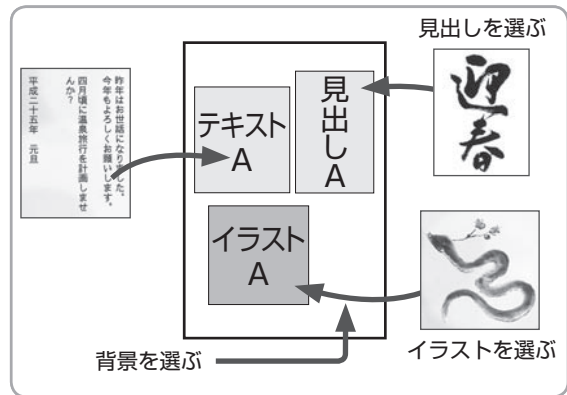 見出しを選ぶ
迎春
昨年はお世話になりました。
今年もよろしくお願いします。
四月頃に温泉旅行を計画しませ
んか?
平成二十五年 元旦
見出しA
テキスト
A
イラスト
A
背景を選ぶ
イラストを選ぶ